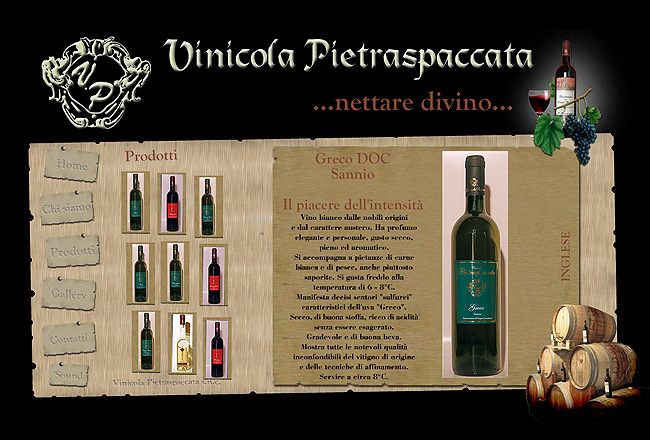 Vinicola Pietraspaccata
...nettare divino...
VP
Home
Chi siamo
Prodotti
Gallery
Contatti
Sound
Prodotti
Vinicola Pietraspaccata s.n.c.
Greco DOC
Sannio
Il piacere dell'intensità
Vino bianco dalle nobili origini
e dal carattere austero. Ha profumo
elegante e personale, gusto secco,
pieno ed aromatico.
Si accompagna a pietanze di carne
bianca e di pesce, anche piuttosto
saporite. Si gusta freddo alla
temperatura di 6 - 8°C.
Manifesta decisi sentori "sulfurei"
caratteristici dell'uva "Greco".
Secco, di buona stoffa, ricco di acidità
senza essere esagerato.
Gradevole e di buona beva.
Mostra tutte le notevoli qualità
inconfondibili del vitigno di origine
e delle tecniche di affinamento.
Servire a circa 8°C.
Greco
INGLESE